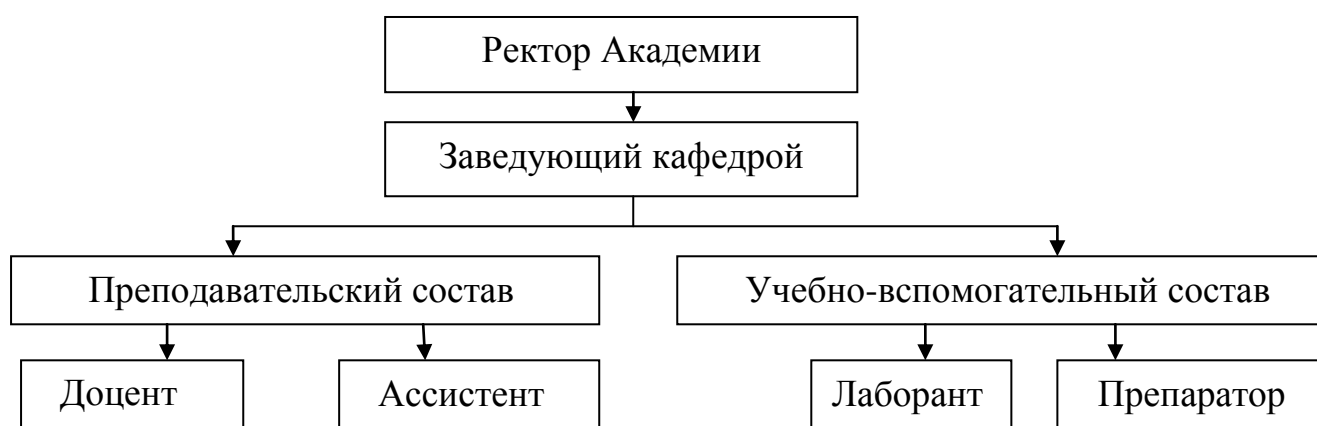 Ректор Академии
Заведующий кафедрой
Преподавательский состав
Учебно-вспомогательный состав
Доцент
Ассистент
Лаборант
Препаратор